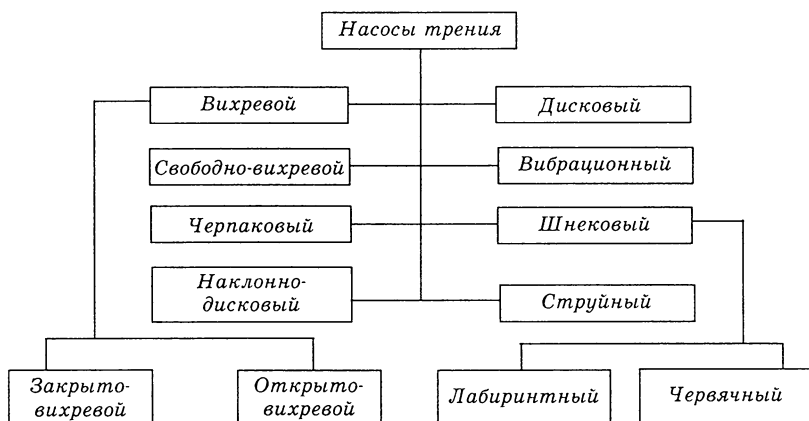 Насосы трения
Вихревой
Дисковый
Свободно-вихревой
Вибрационный
Черпаковый
Шнековый
Наклонно-
дисковый
Струйный
Закрыто-
вихревой
Открыто-
вихревой
Лабиринтный
Червячный